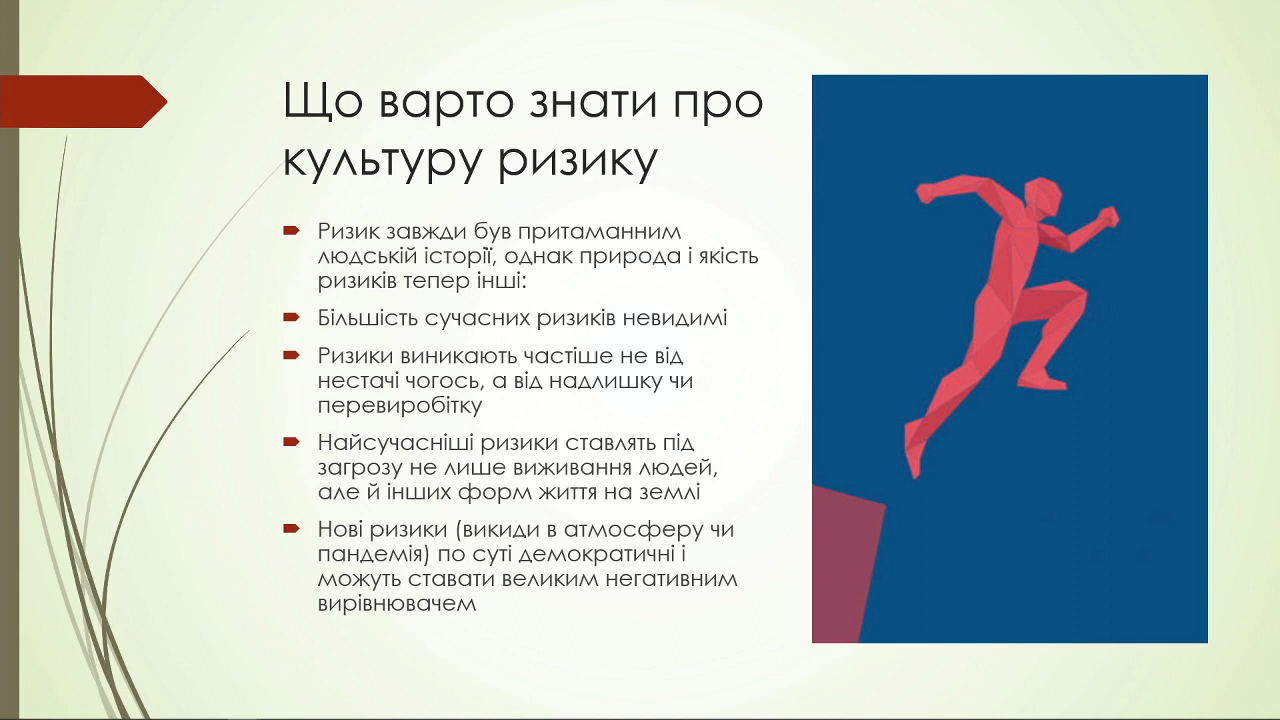 Що варто знати про
культуру ризику
Ризик завжди був притаманним
людській історії, однак природа і якість
ризиків тепер інші:
Більшість сучасних ризиків невидимі
Ризики виникають частіше не від
нестачі чогось, а від надлишку чи
перевиробітку
Найсучасніші ризики ставлять під
загрозу не лише виживання людей,
але й інших форм життя на землі
Нові ризики (викиди в атмосферу чи
пандемія) по суті демократичні і
можуть ставати великим негативним
вирівнювачем